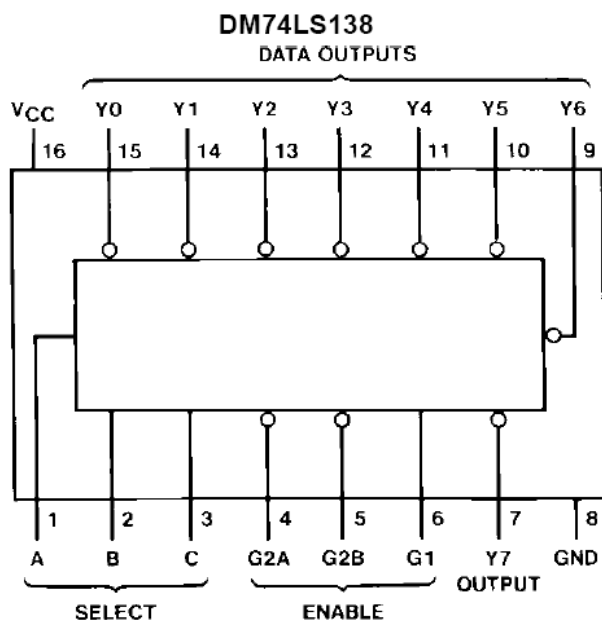 DM74LS138
DATA OUTPUTS
VCC Y0 Y1 Y2 Y3 Y4 Y5 Y6
16 15 14 13 12 11 10 9
1 2 3 4 5 6 7 8
A B C G2A G2B G1 Y7 GND
OUTPUT
SELECT ENABLE